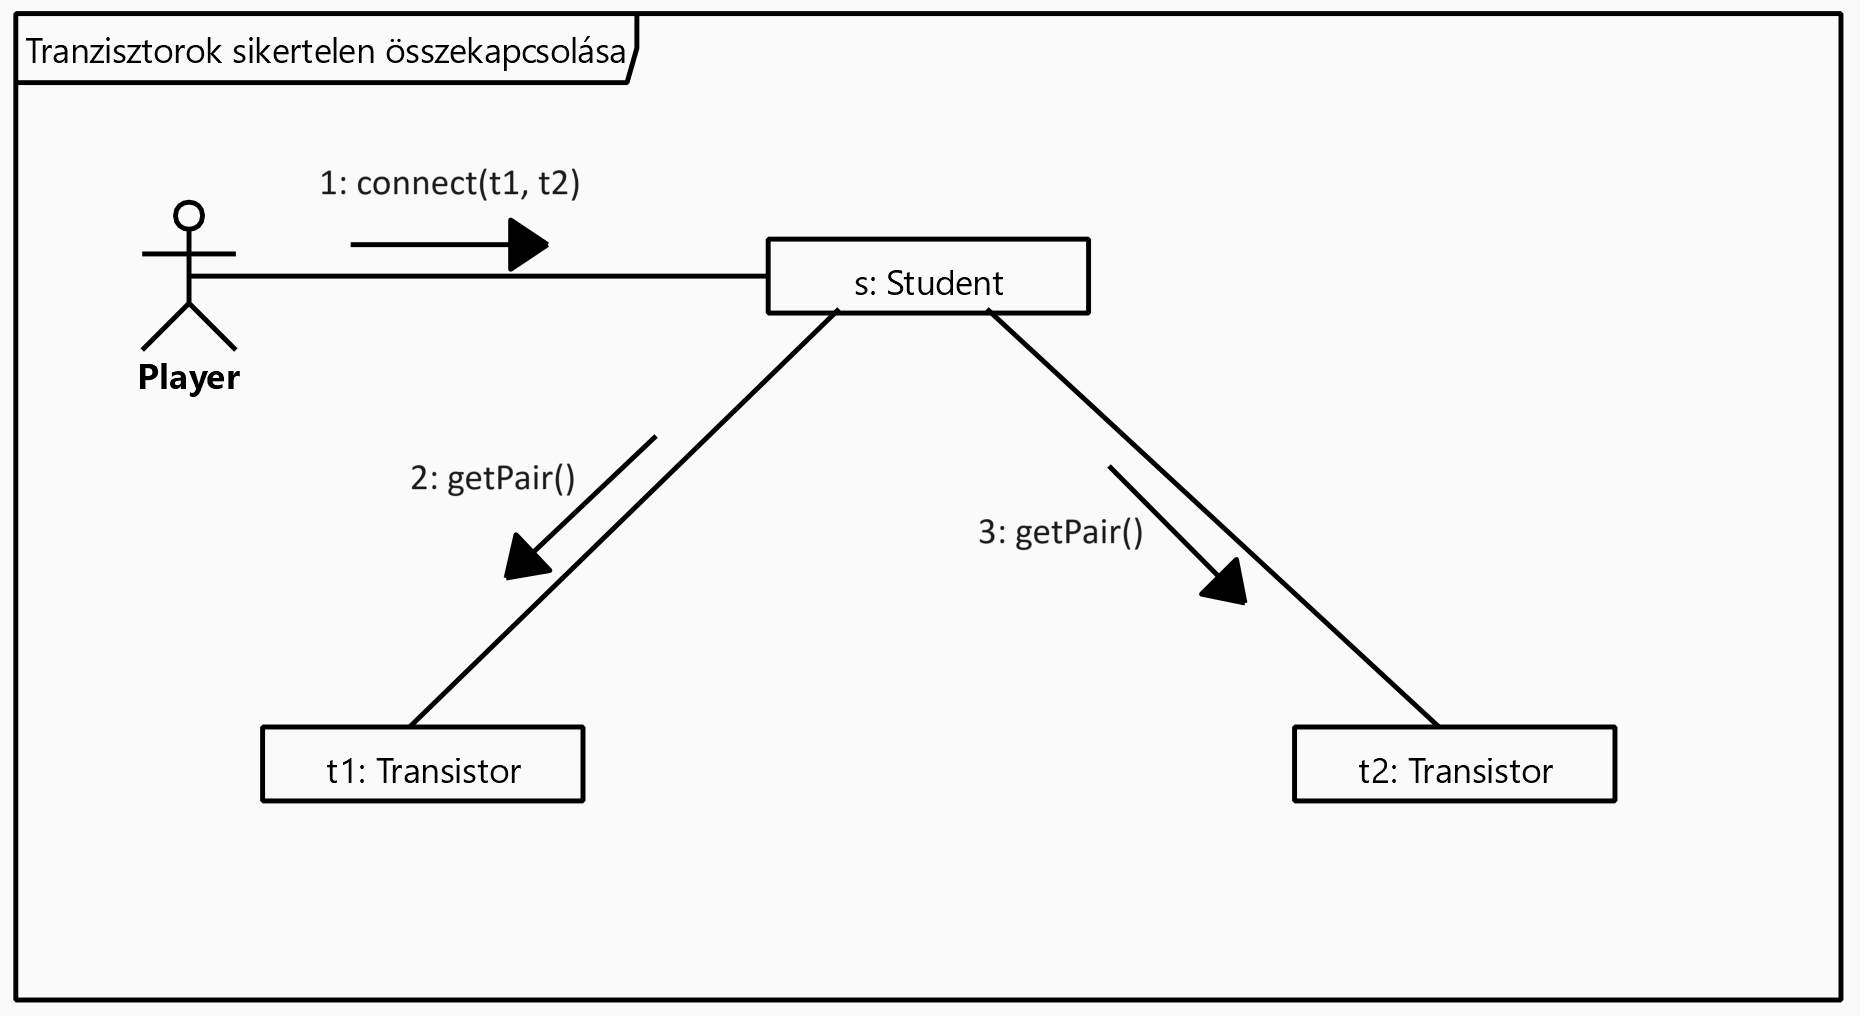 Tranzisztorok sikertelen összekapcsolása
1: connect(t1, t2)
s: Student
Player
2: getPair()
3: getPair()
t1: Transistor
t2: Transistor